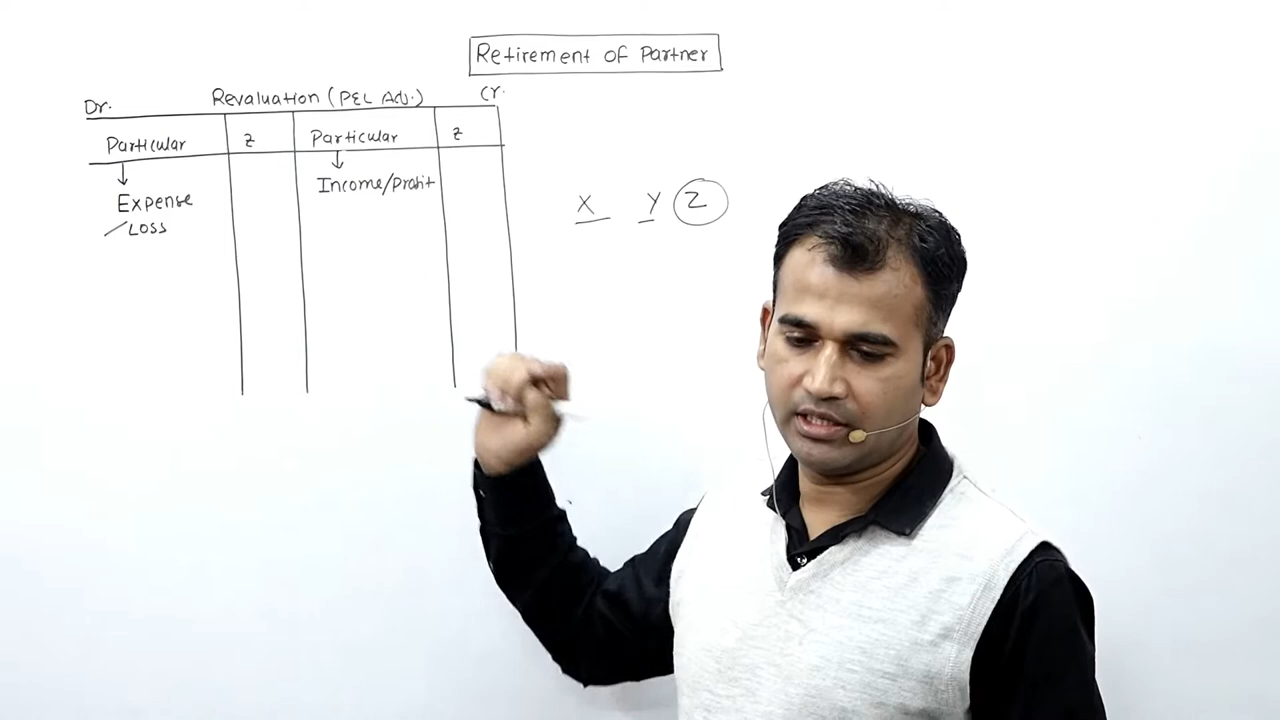 Retirement of Partner
Dr. Revaluation (P&L Adj.) Cr.
Particular ₹ Particular ₹
Expense
/Loss
Income/Profit
X Y Z